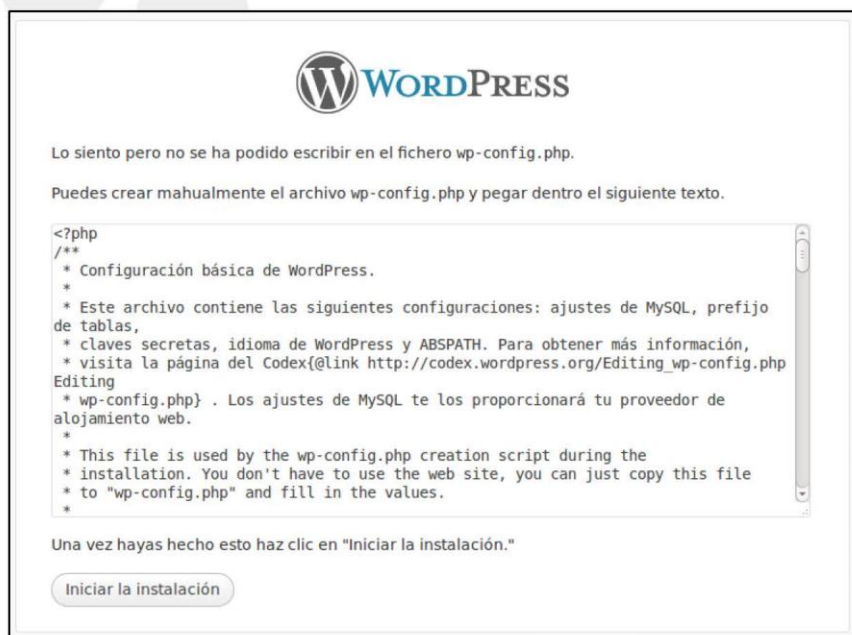 WORDPRESS
Lo siento pero no se ha podido escribir en el fichero wp-config.php.
Puedes crear mahualmente el archivo wp-config.php y pegar dentro el siguiente texto.
<?php
/**
 * Configuración básica de WordPress.
 *
 * Este archivo contiene las siguientes configuraciones: ajustes de MySQL, prefijo
de tablas,
 * claves secretas, idioma de WordPress y ABSPATH. Para obtener más información,
 * visita la página del Codex{@link http://codex.wordpress.org/Editing_wp-config.php
Editing
 * wp-config.php} . Los ajustes de MySQL te los proporcionará tu proveedor de
alojamiento web.
 *
 * This file is used by the wp-config.php creation script during the
 * installation. You don't have to use the web site, you can just copy this file
 * to "wp-config.php" and fill in the values.
 *
Una vez hayas hecho esto haz clic en "Iniciar la instalación."
Iniciar la instalación